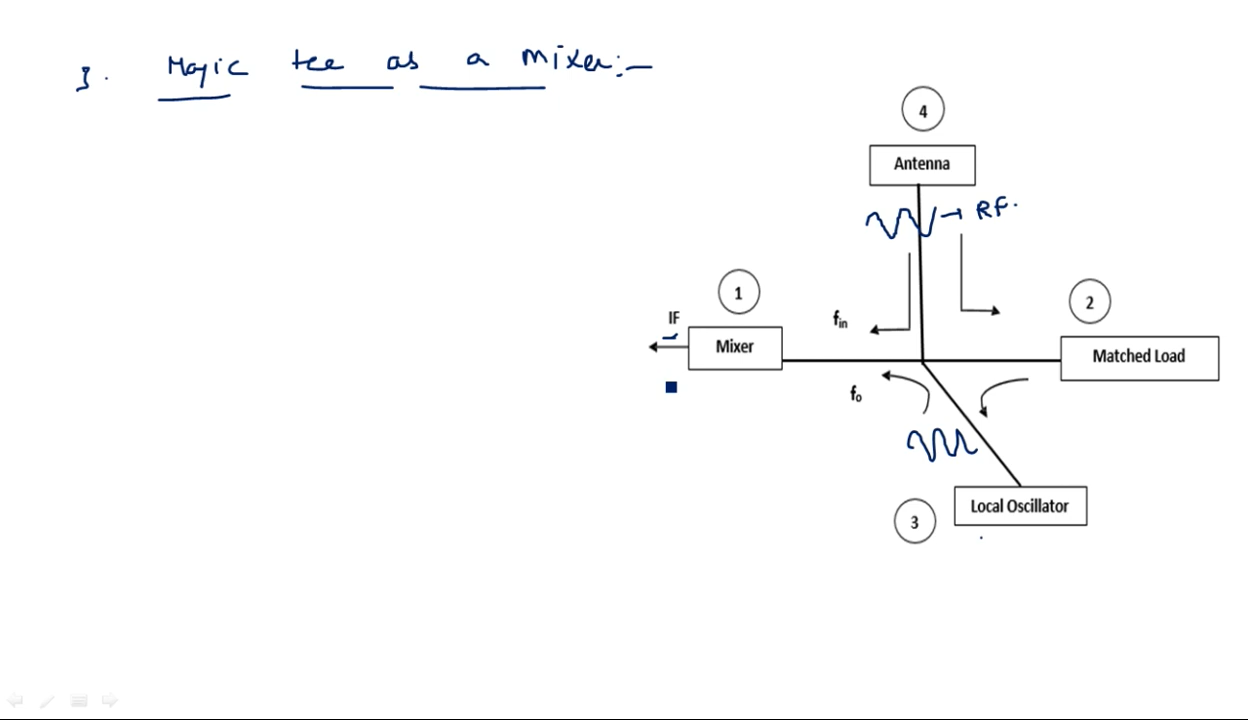 3. Magic tee as a mixer:-
4
Antenna
→ RF.
1
2
IF
fin
Mixer
Matched Load
fo
Local Oscillator
3